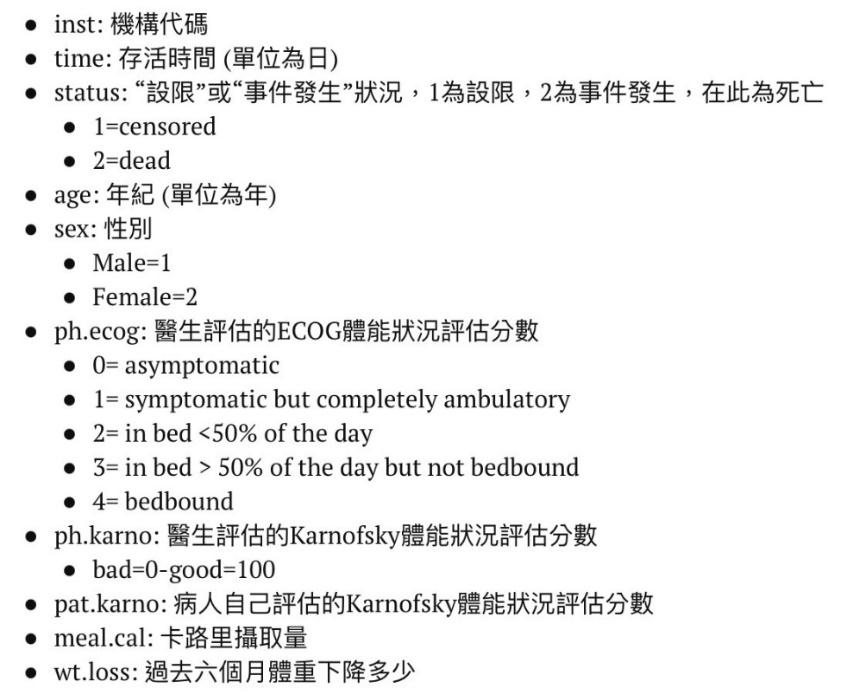 • inst: 機構代碼
• time: 存活時間 (單位為日)
• status: “設限”或“事件發生”狀況，1為設限，2為事件發生，在此為死亡
• 1=censored
• 2=dead
• age: 年紀 (單位為年)
• sex: 性別
• Male=1
• Female=2
• ph.ecog: 醫生評估的ECOG體能狀況評估分數
• 0= asymptomatic
• 1= symptomatic but completely ambulatory
• 2= in bed <50% of the day
• 3= in bed > 50% of the day but not bedbound
• 4= bedbound
• ph.karno: 醫生評估的Karnofsky體能狀況評估分數
• bad=0-good=100
• pat.karno: 病人自己評估的Karnofsky體能狀況評估分數
• meal.cal: 卡路里攝取量
• wt.loss: 過去六個月體重下降多少